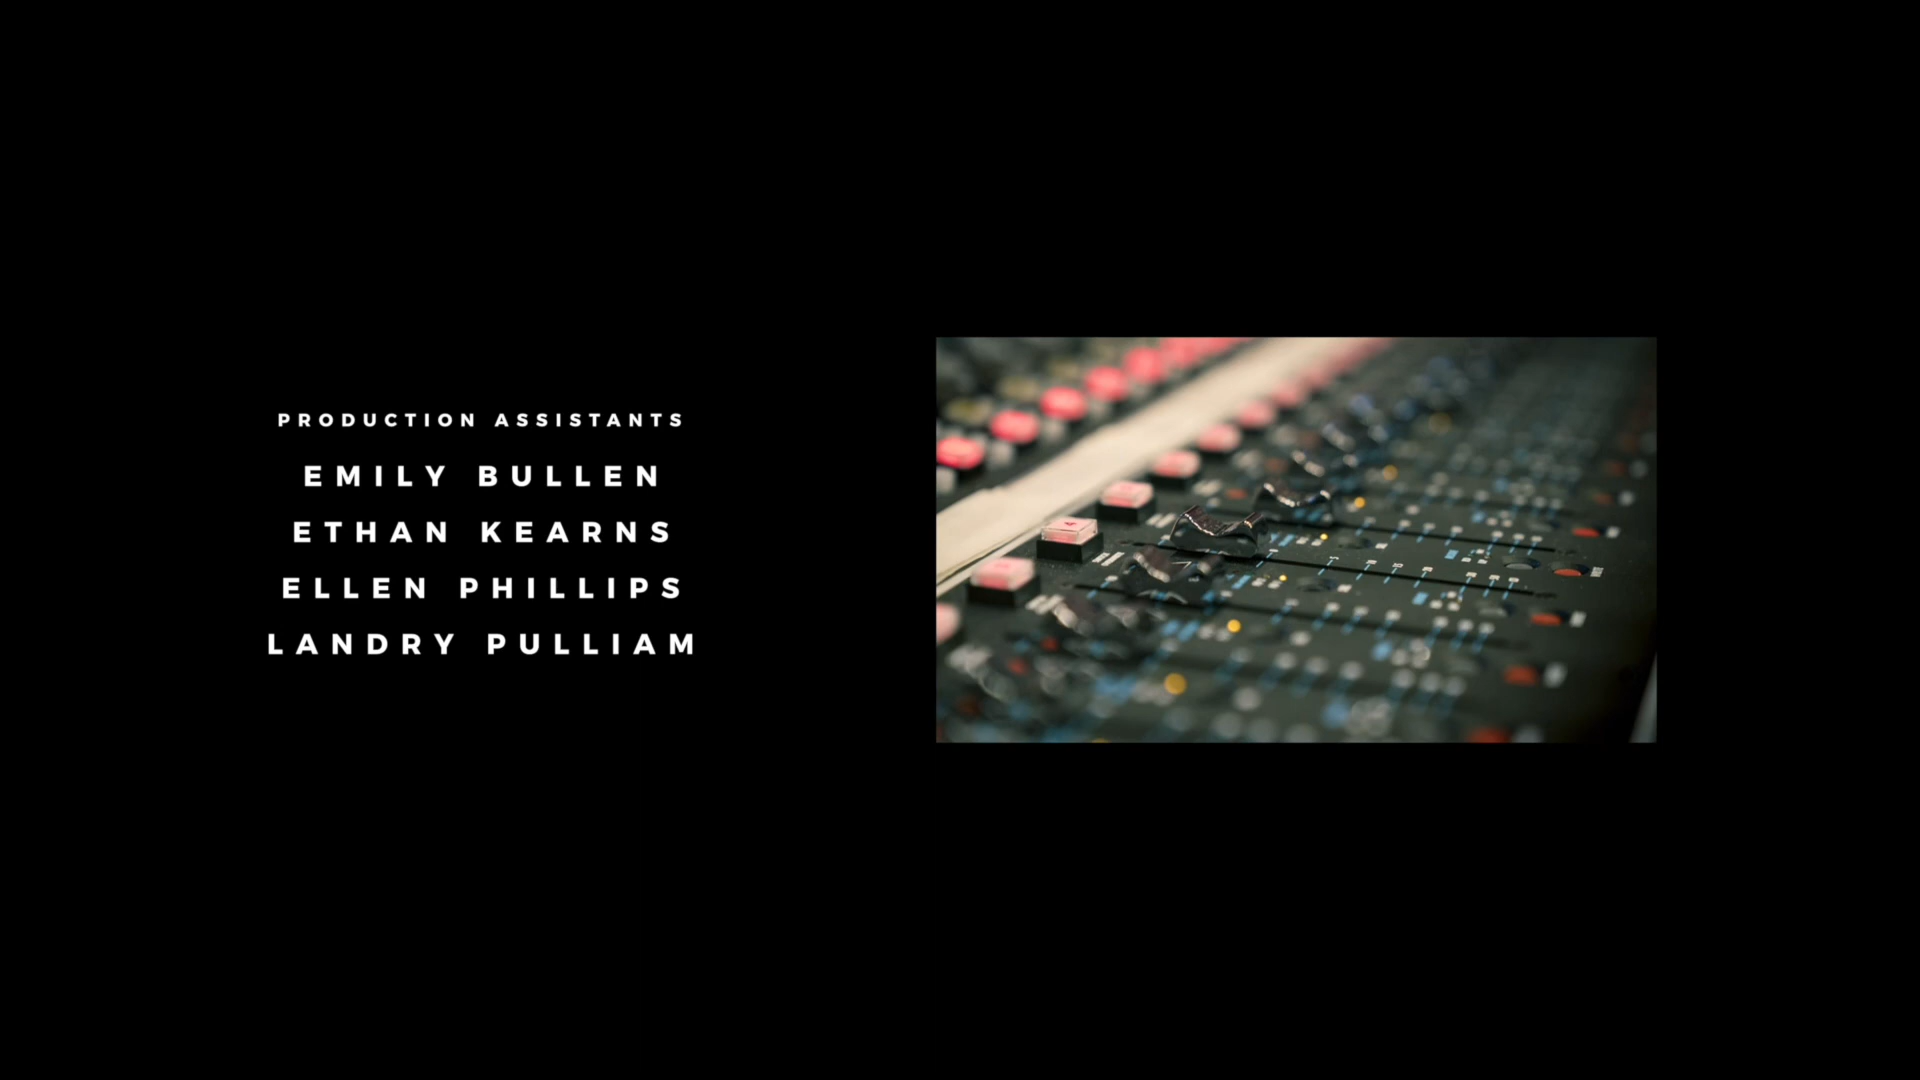 PRODUCTION ASSISTANTS
EMILY BULLEN
ETHAN KEARNS
ELLEN PHILLIPS
LANDRY PULLIAM